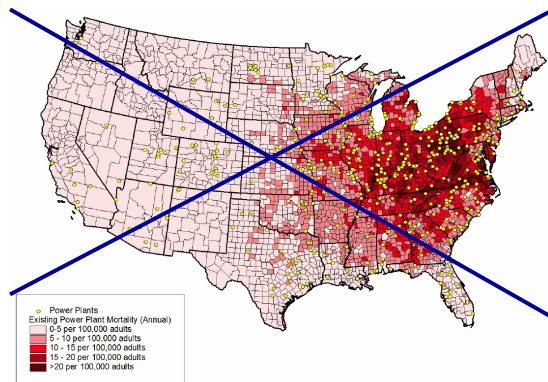 Power Plants
Existing Power Plant Mortality (Annual)
0-5 per 100,000 adults
5 - 10 per 100,000 adults
10 - 15 per 100,000 adults
15 - 20 per 100,000 adults
>20 per 100,000 adults